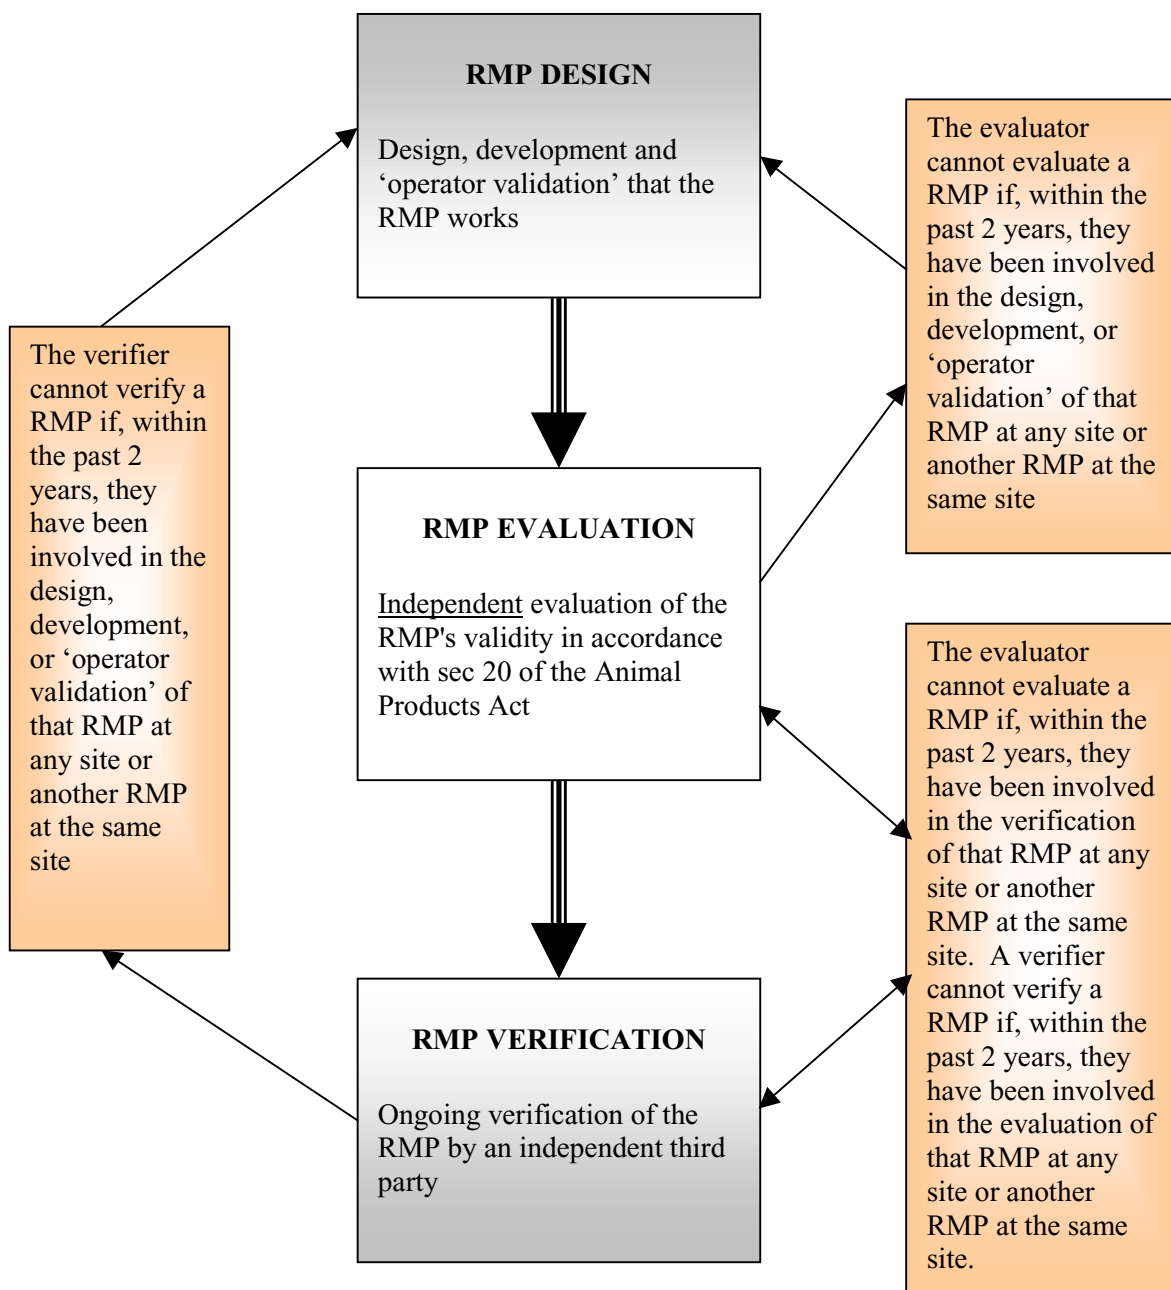 RMP DESIGN
Design, development and
‘operator validation’ that the
RMP works
The evaluator
cannot evaluate a
RMP if, within the
past 2 years, they
have been involved
in the design,
development, or
‘operator
validation’ of that
RMP at any site or
another RMP at the
same site
The verifier
cannot verify a
RMP if, within
the past 2
years, they
have been
involved in the
design,
development,
or ‘operator
validation’ of
that RMP at
any site or
another RMP
at the same
site
RMP EVALUATION
Independent evaluation of the
RMP's validity in accordance
with sec 20 of the Animal
Products Act
The evaluator
cannot evaluate a
RMP if, within the
past 2 years, they
have been involved
in the verification
of that RMP at any
site or another
RMP at the same
site.  A verifier
cannot verify a
RMP if, within the
past 2 years, they
have been involved
in the evaluation of
that RMP at any
site or another
RMP at the same
site.
RMP VERIFICATION
Ongoing verification of the
RMP by an independent third
party